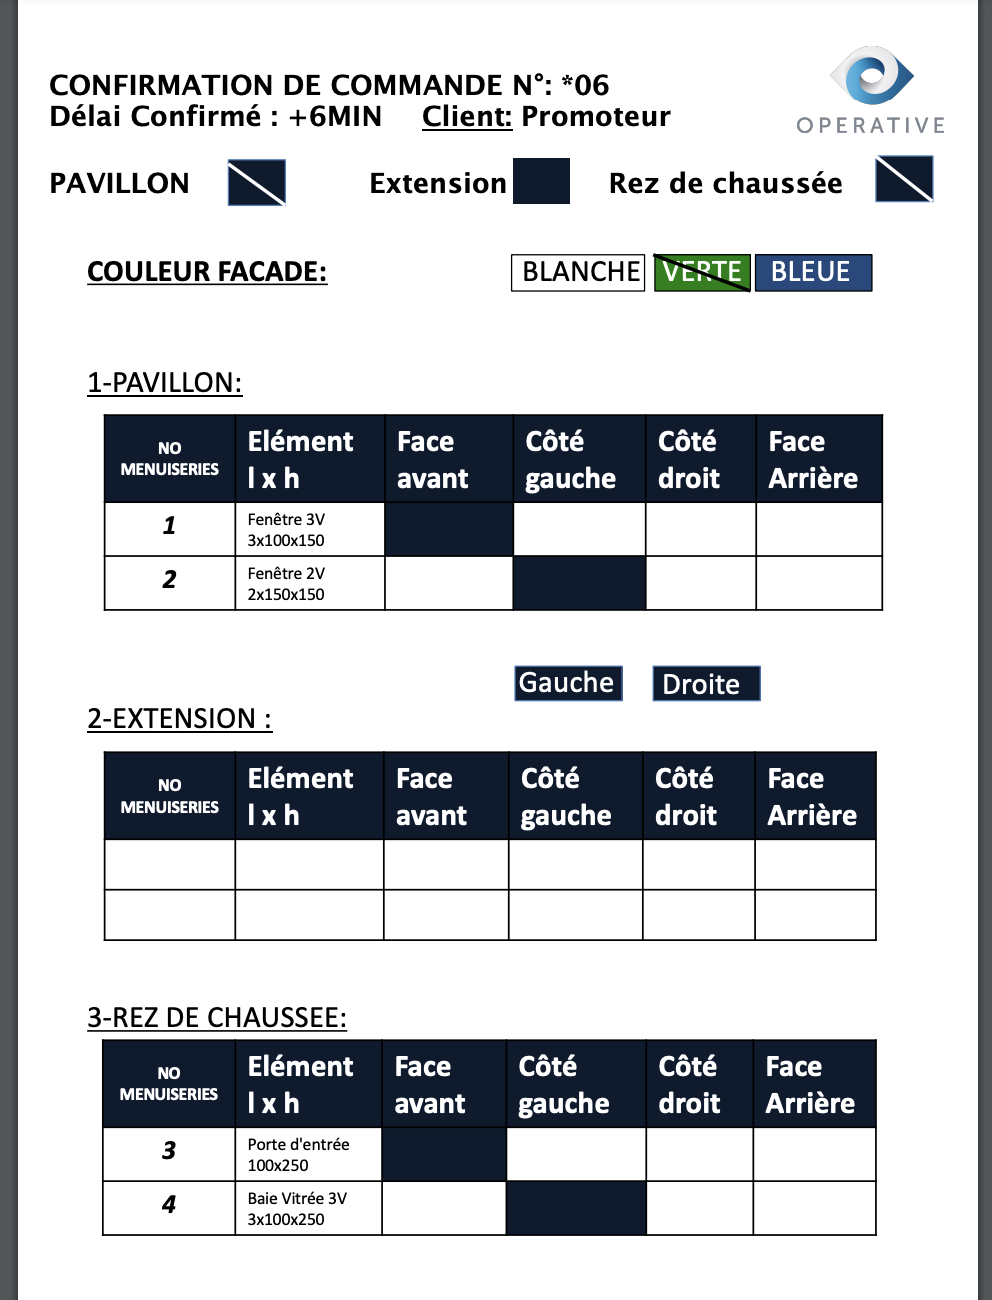 CONFIRMATION DE COMMANDE N°: *06
Délai Confirmé : +6MIN Client: Promoteur
OPERATIVE
PAVILLON Extension Rez de chaussée
COULEUR FACADE: BLANCHE VERTE BLEUE
1-PAVILLON:
NO MENUISERIES Elément l x h Face avant Côté gauche Côté droit Face Arrière
1 Fenêtre 3V 3x100x150
2 Fenêtre 2V 2x150x150
Gauche Droite
2-EXTENSION :
NO MENUISERIES Elément l x h Face avant Côté gauche Côté droit Face Arrière
3-REZ DE CHAUSSEE:
NO MENUISERIES Elément l x h Face avant Côté gauche Côté droit Face Arrière
3 Porte d'entrée 100x250
4 Baie Vitrée 3V 3x100x250